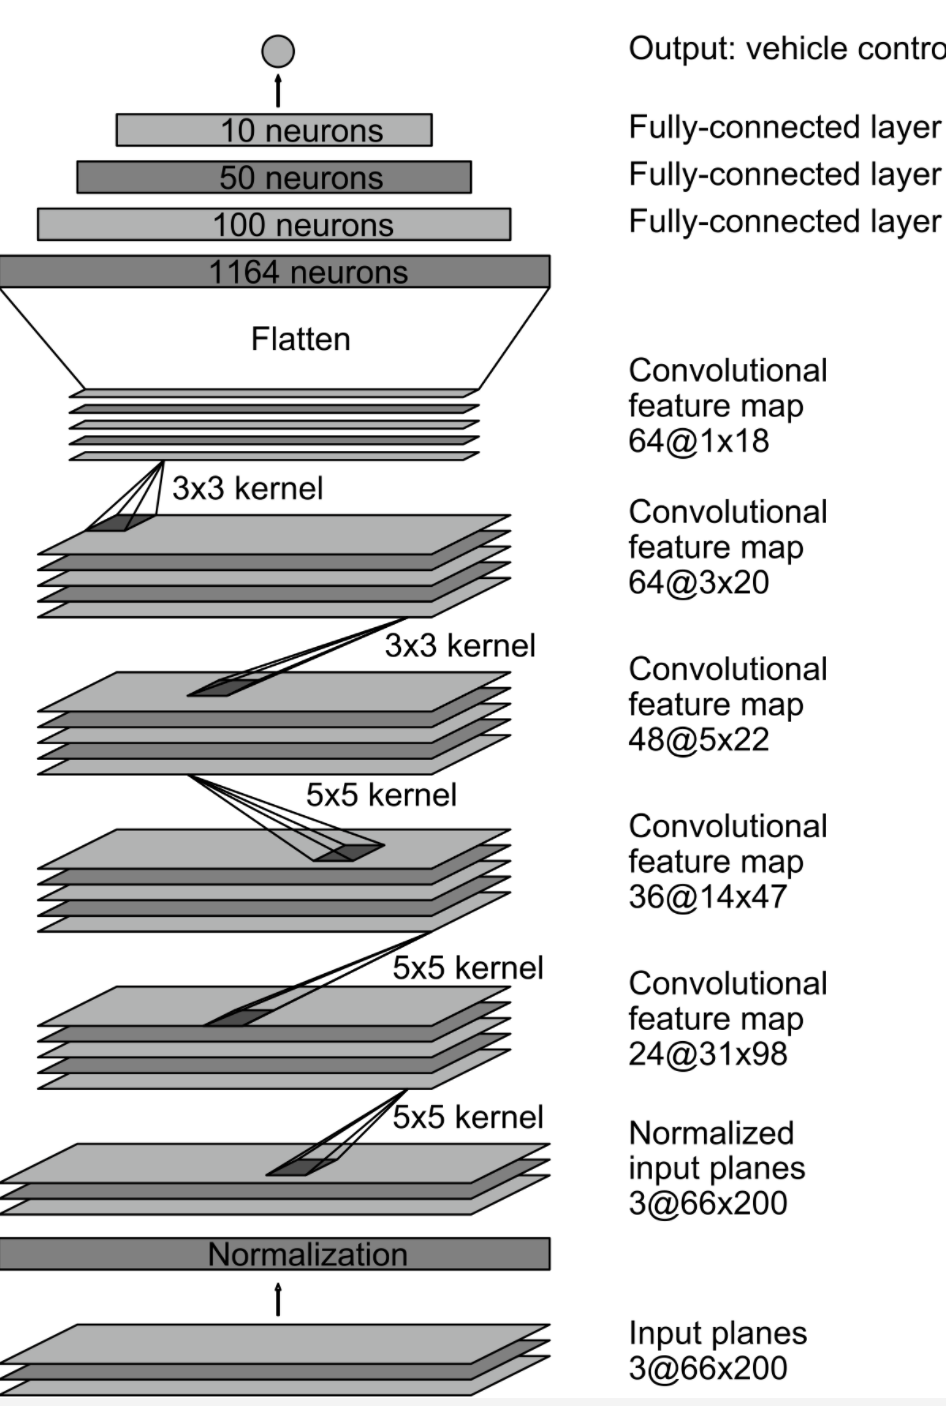 Output: vehicle contro
10 neurons
Fully-connected layer
50 neurons
Fully-connected layer
100 neurons
Fully-connected layer
1164 neurons
Flatten
Convolutional
feature map
64@1x18
3x3 kernel
Convolutional
feature map
64@3x20
3x3 kernel
Convolutional
feature map
48@5x22
5x5 kernel
Convolutional
feature map
36@14x47
5x5 kernel
Convolutional
feature map
24@31x98
5x5 kernel
Normalized
input planes
3@66x200
Normalization
Input planes
3@66x200